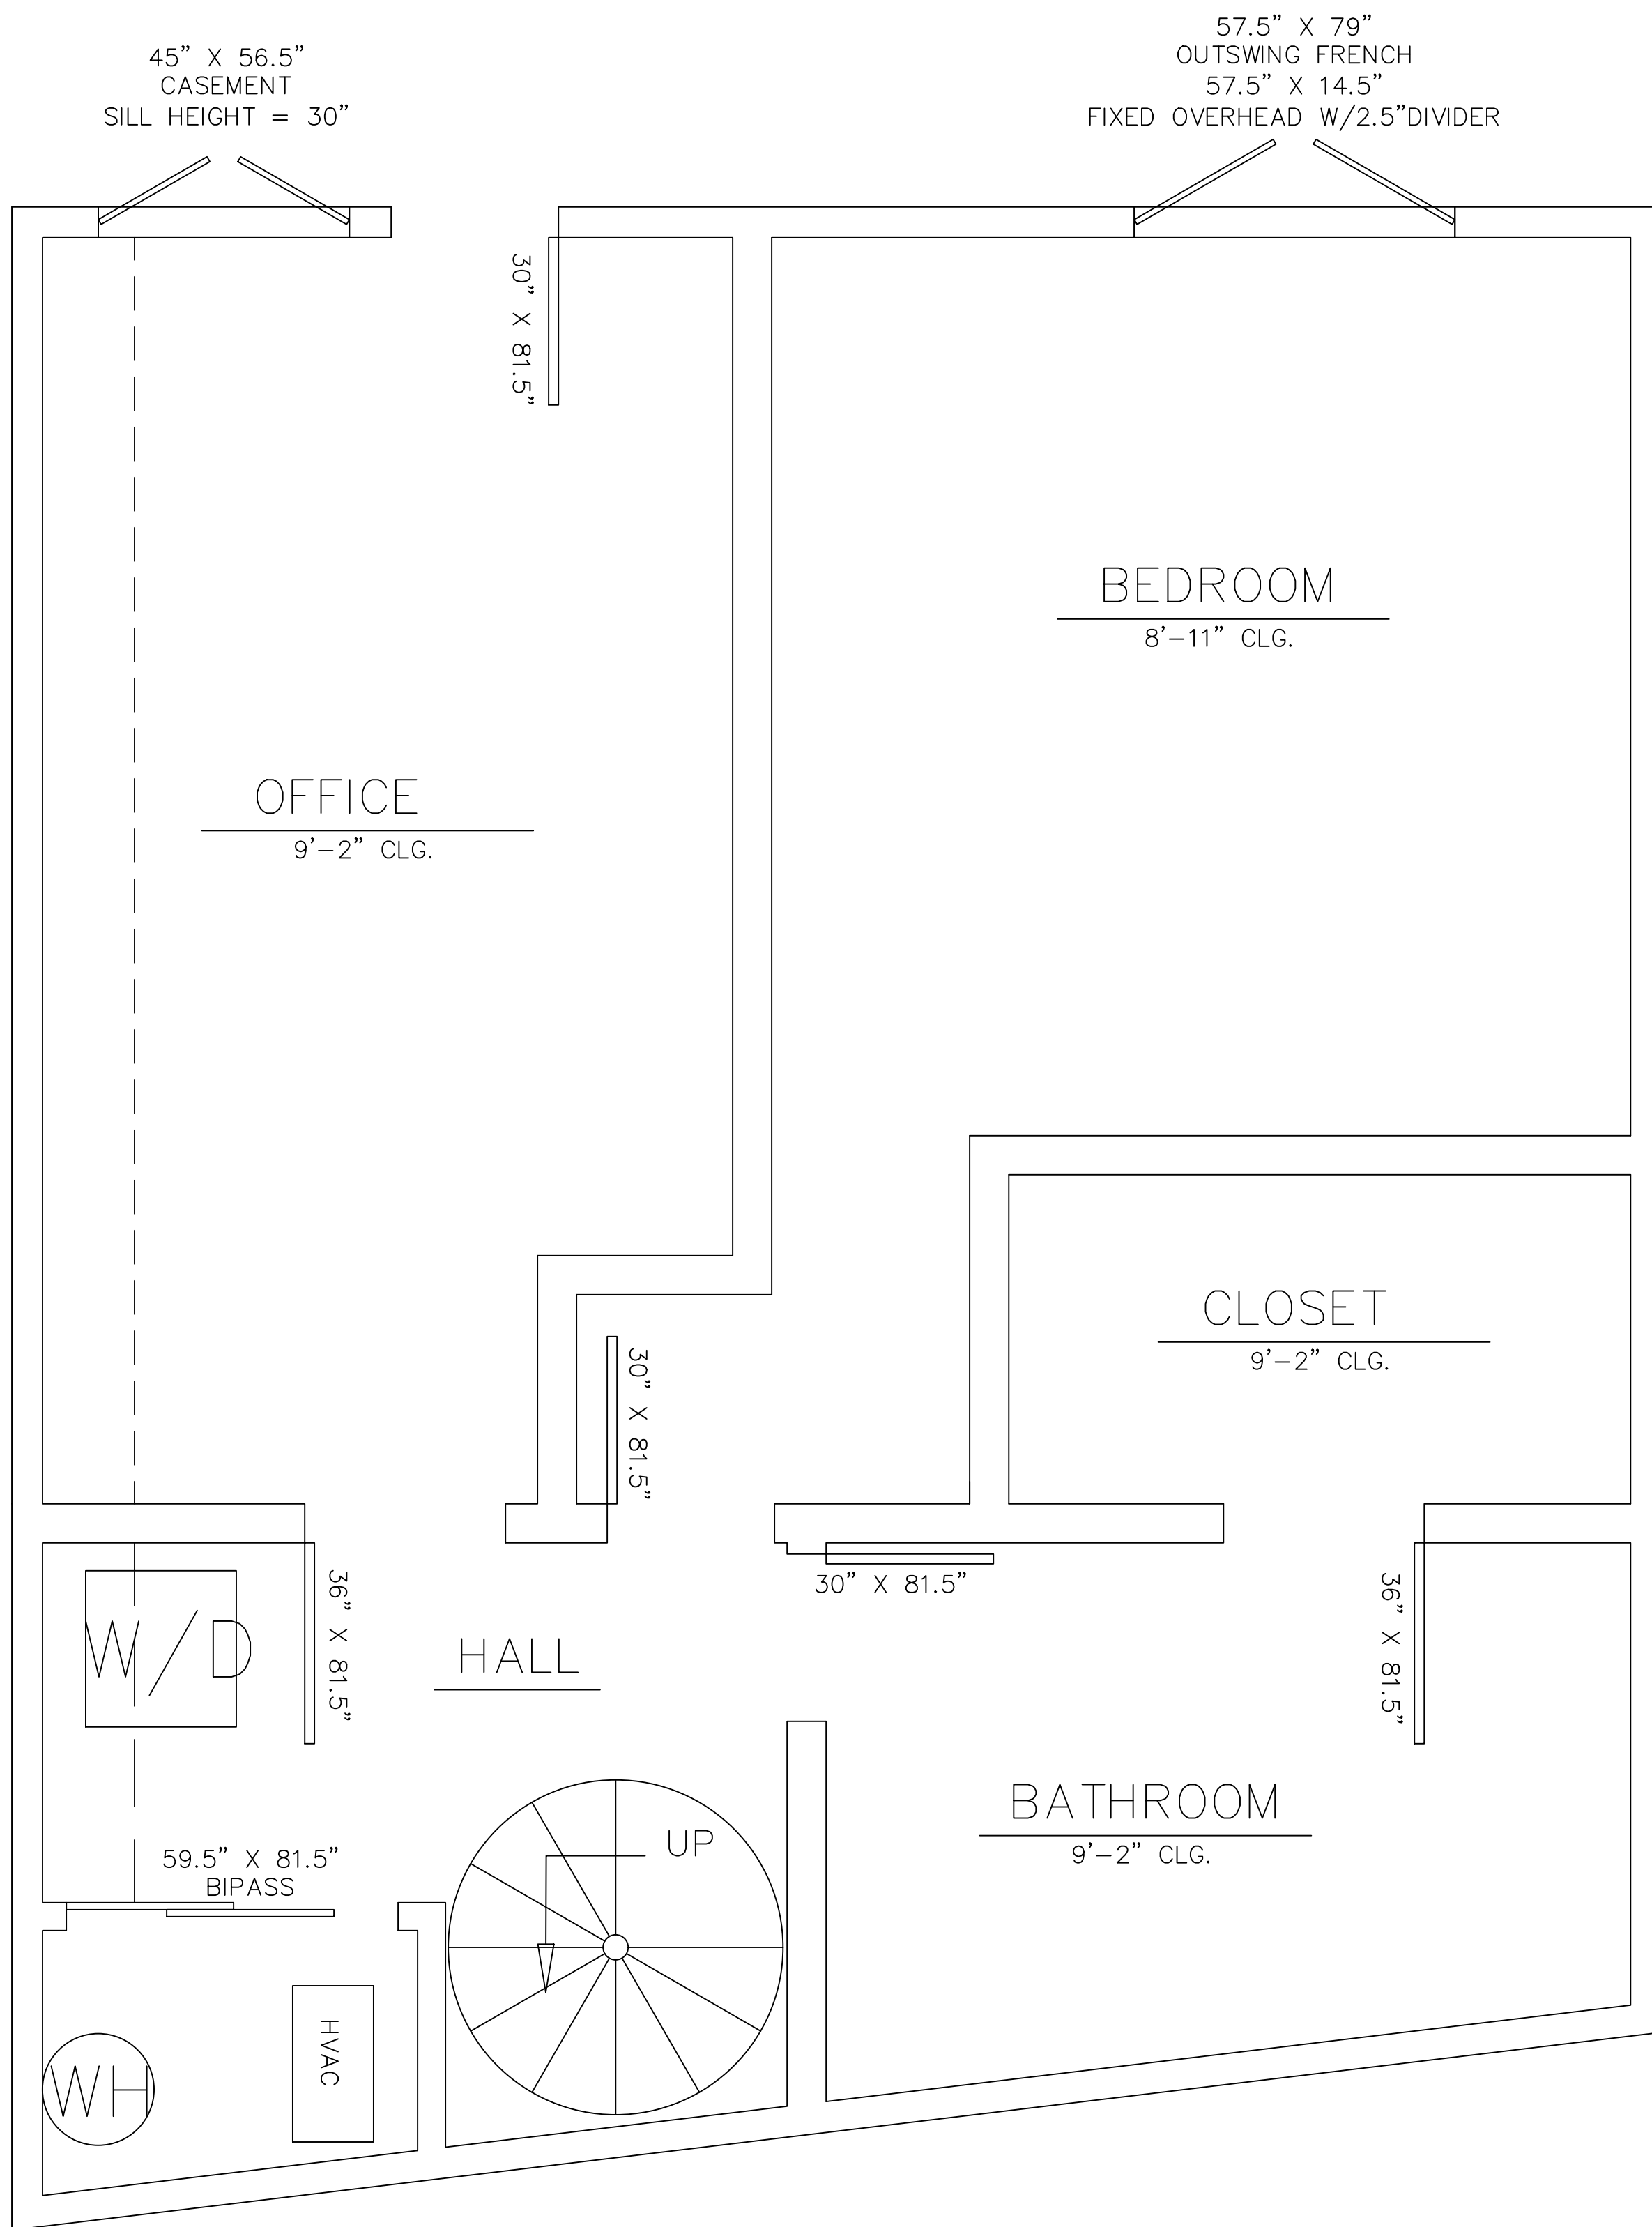 45” X 56.5”
CASEMENT
SILL HEIGHT = 30”
57.5” X 79”
OUTSWING FRENCH
57.5” X 14.5”
FIXED OVERHEAD W/2.5”DIVIDER
30” X 81.5”
BEDROOM
8’-11” CLG.
OFFICE
9’-2” CLG.
CLOSET
9’-2” CLG.
30” X 81.5”
30” X 81.5”
36” X 81.5”
36” X 81.5”
W/D
HALL
BATHROOM
9’-2” CLG.
UP
59.5” X 81.5”
BIPASS
HVAC
WH